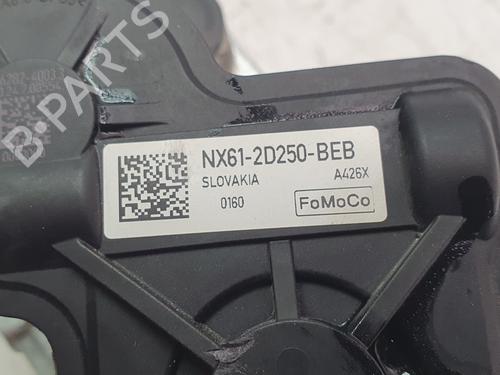 B-PARTS
NX61-2D250-BEB
SLOVAKIA A426X
0160 FoMoCo